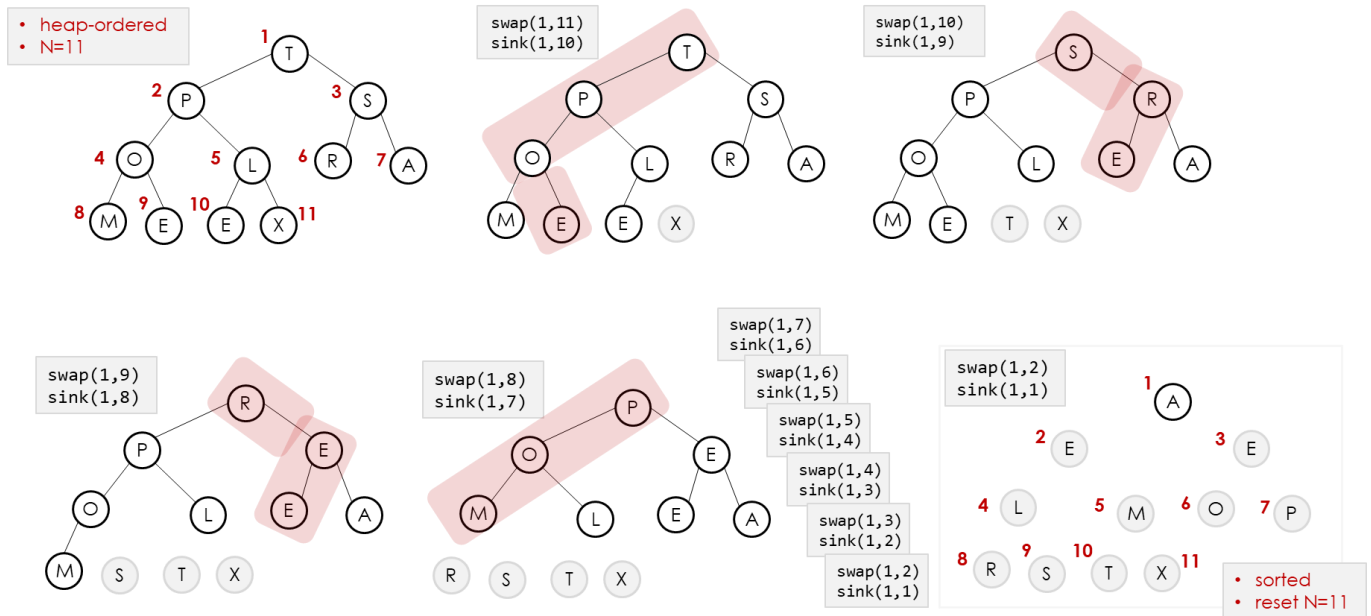 • heap-ordered
• N=11
1
T
2
P
3
S
4
O
5
L
6
R
7
A
8
M
9
E
10
E
X
11
swap(1,11)
sink(1,10)
T
P
S
O
L
R
A
M
E
E
X
swap(1,10)
sink(1,9)
S
P
R
O
L
E
A
M
E
T
X
swap(1,9)
sink(1,8)
R
P
E
O
L
E
A
M
S
T
X
swap(1,8)
sink(1,7)
P
O
E
M
L
E
A
R
S
T
X
swap(1,7)
sink(1,6)
swap(1,6)
sink(1,5)
swap(1,5)
sink(1,4)
swap(1,4)
sink(1,3)
swap(1,3)
sink(1,2)
swap(1,2)
sink(1,1)
swap(1,2)
sink(1,1)
1
A
2
E
3
E
4
L
5
M
6
O
7
P
8
R
9
S
10
T
X
11
• sorted
• reset N=11